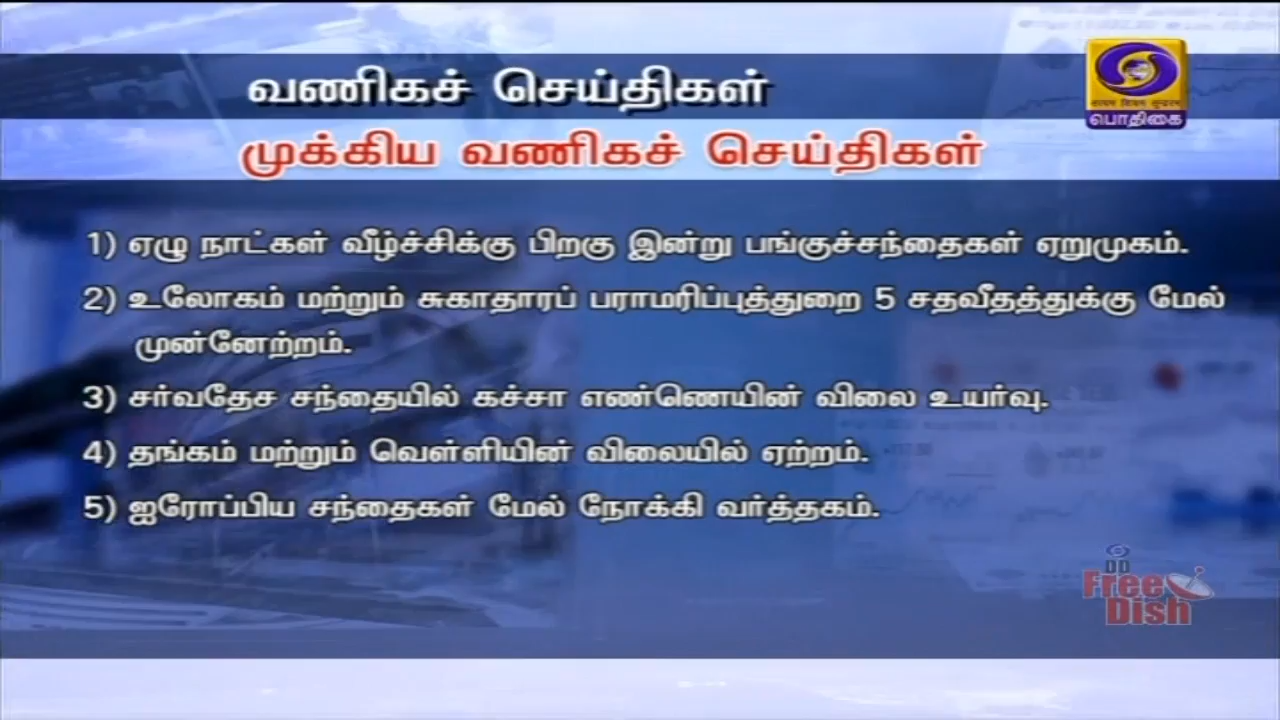 வணிகச் செய்திகள்
முக்கிய வணிகச் செய்திகள்
பொதிகை
1) ஏழு நாட்கள் வீழ்ச்சிக்கு பிறகு இன்று பங்குச்சந்தைகள் ஏறுமுகம்.
2) உலோகம் மற்றும் சுகாதாரப் பராமரிப்புத்துறை 5 சதவீதத்துக்கு மேல்
முன்னேற்றம்.
3) சர்வதேச சந்தையில் கச்சா எண்ணெயின் விலை உயர்வு.
4) தங்கம் மற்றும் வெள்ளியின் விலையில் ஏற்றம்.
5) ஐரோப்பிய சந்தைகள் மேல் நோக்கி வர்த்தகம்.
DD
Free
Dish